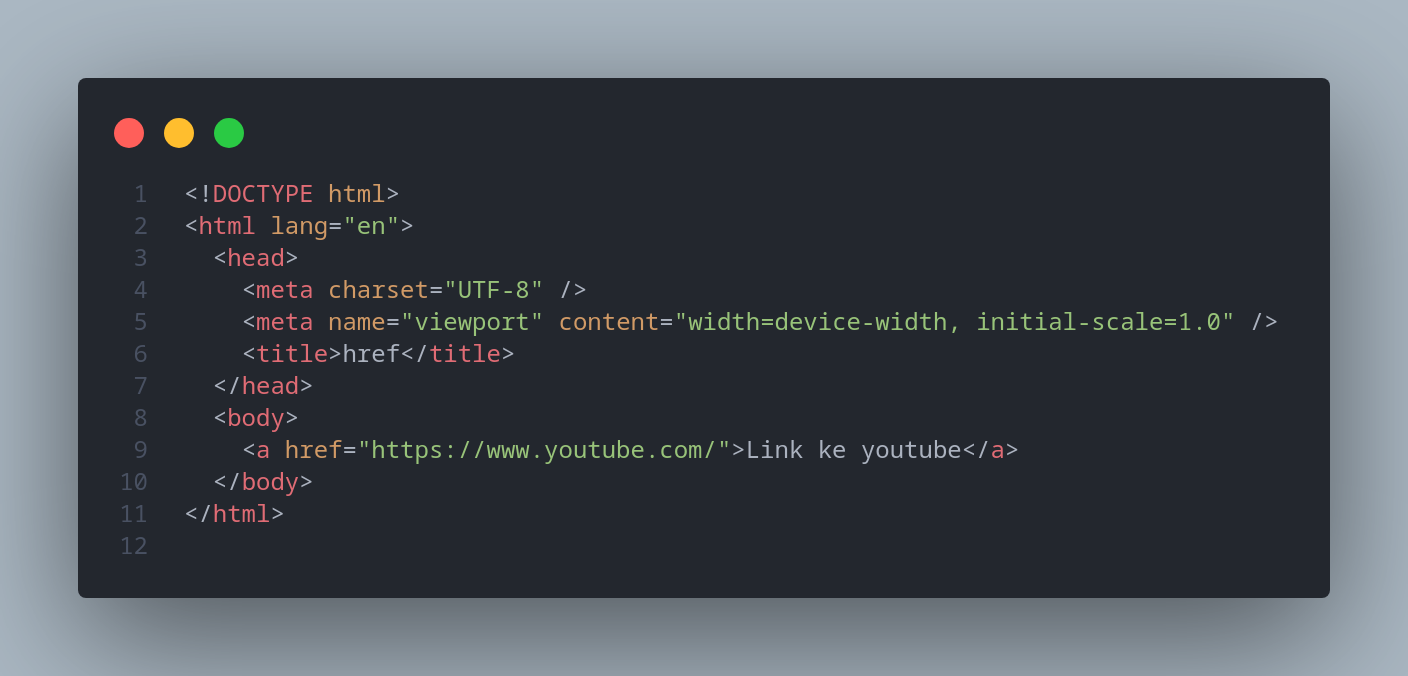 1 <!DOCTYPE html>
2 <html lang="en">
3   <head>
4     <meta charset="UTF-8" />
5     <meta name="viewport" content="width=device-width, initial-scale=1.0" />
6     <title>href</title>
7   </head>
8   <body>
9     <a href="https://www.youtube.com/">Link ke youtube</a>
10   </body>
11 </html>
12